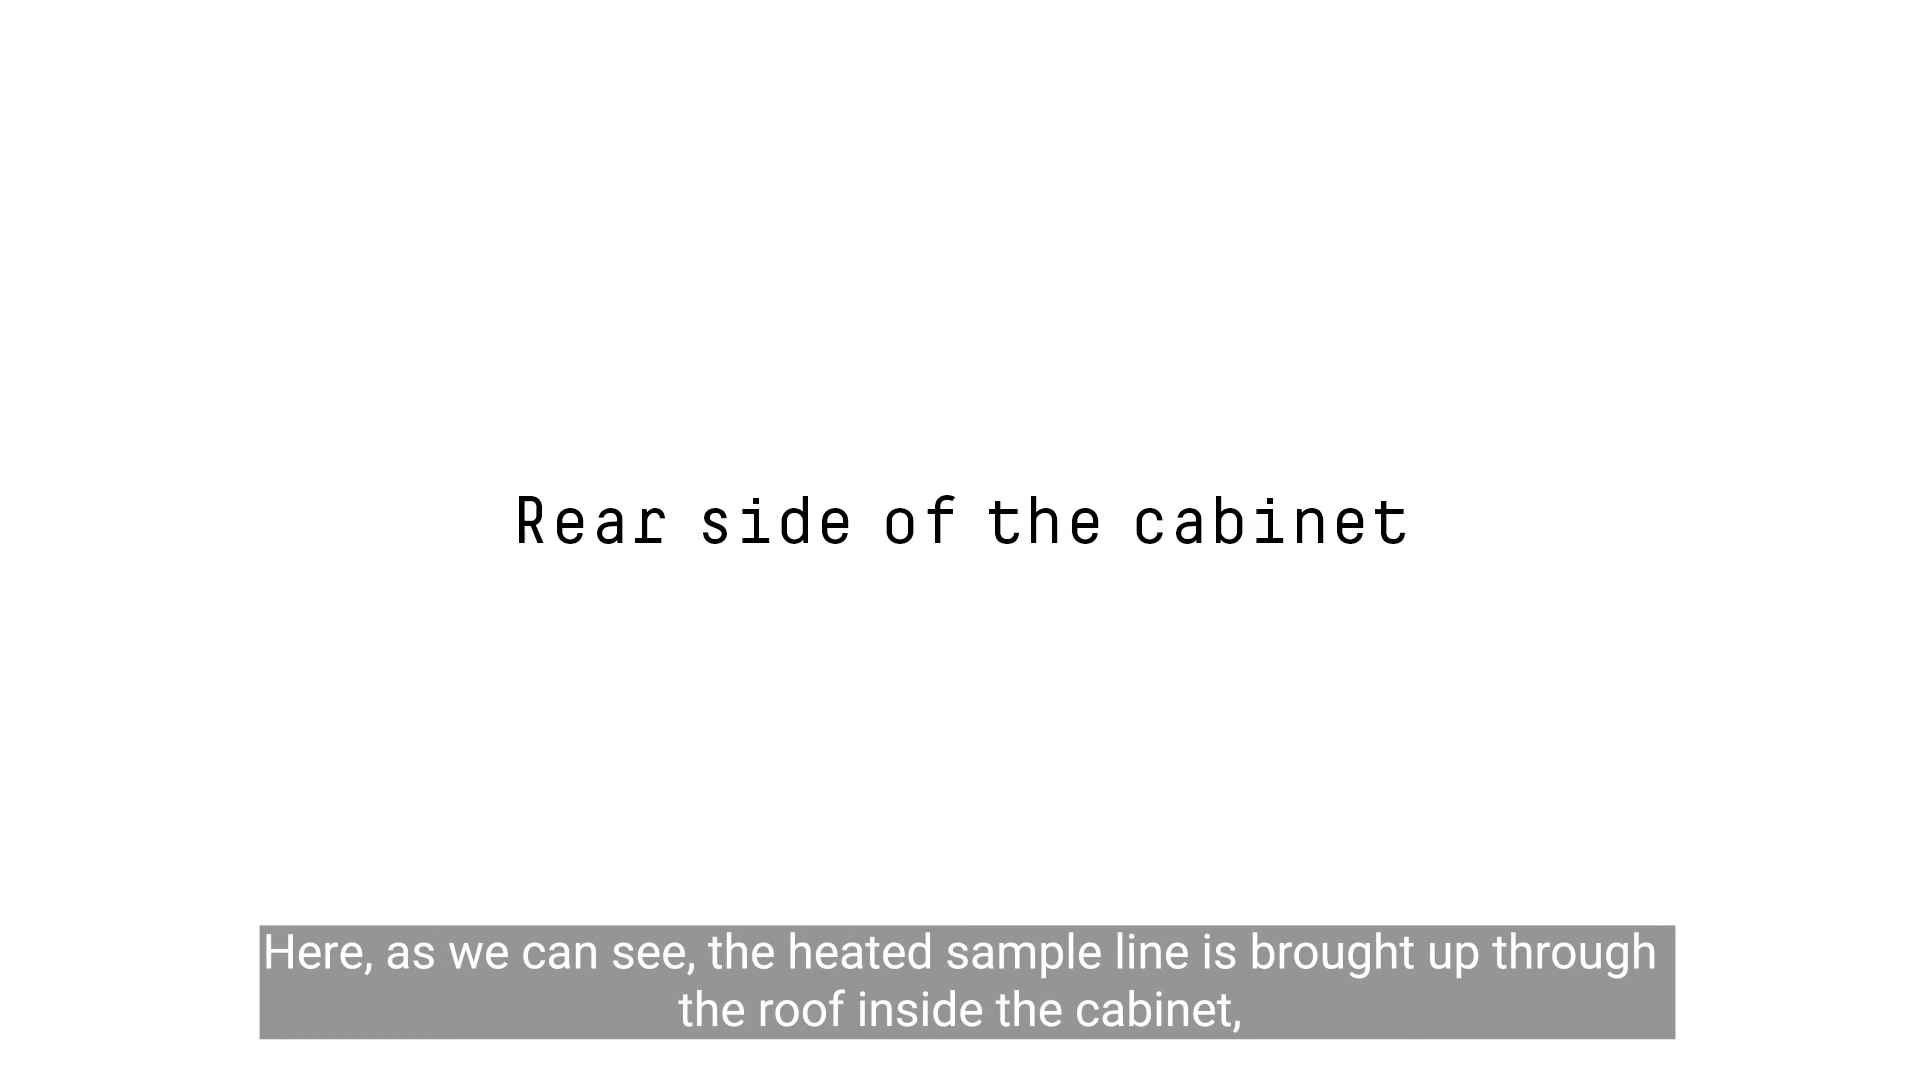 Rear side of the cabinet
Here, as we can see, the heated sample line is brought up through
the roof inside the cabinet,